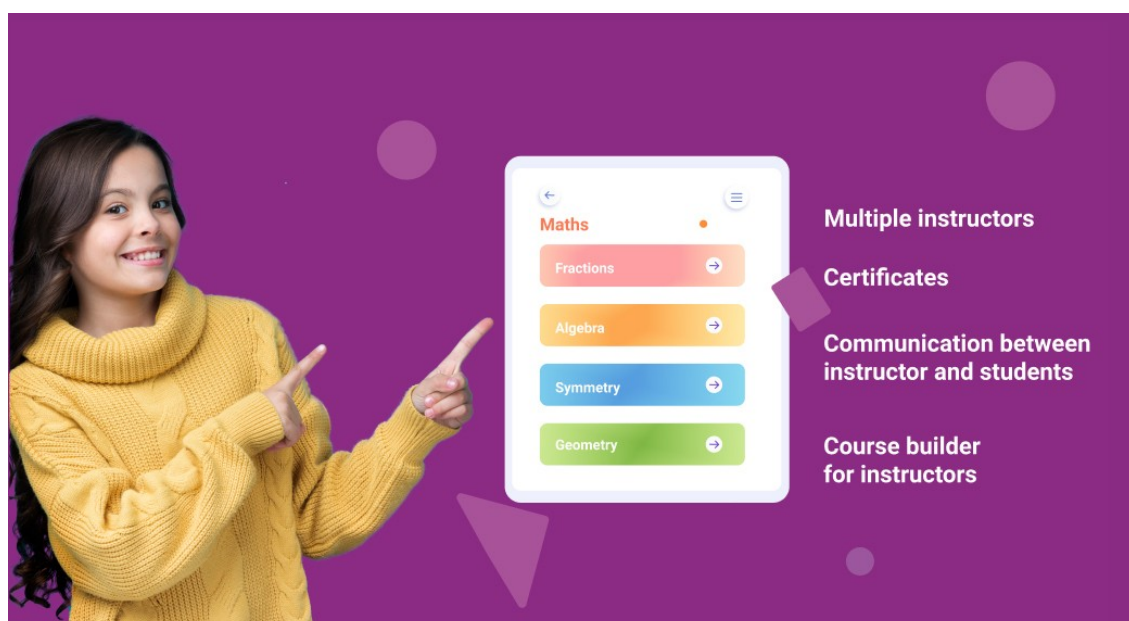 Maths
Fractions
Algebra
Symmetry
Geometry
Multiple instructors
Certificates
Communication between
instructor and students
Course builder
for instructors